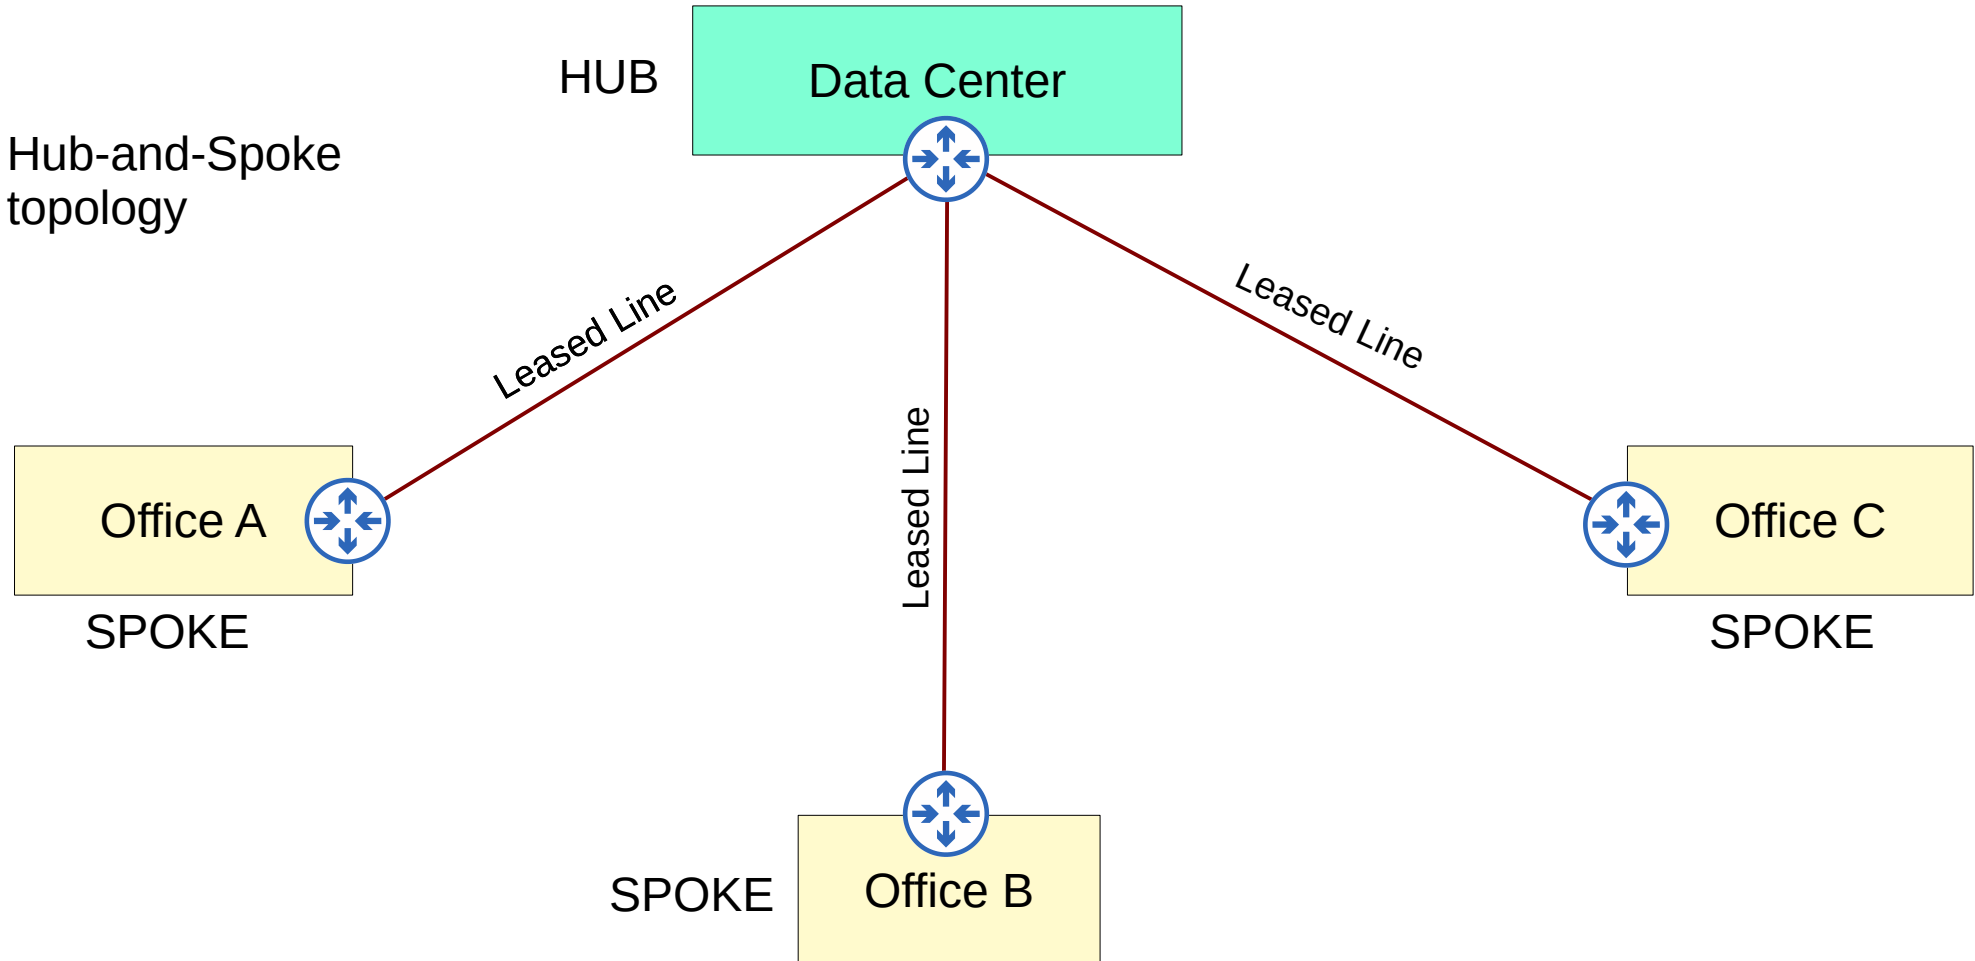 HUB
Data Center
Hub-and-Spoke
topology
Leased Line
Leased Line
Leased Line
Office A
Office C
SPOKE
SPOKE
SPOKE
Office B